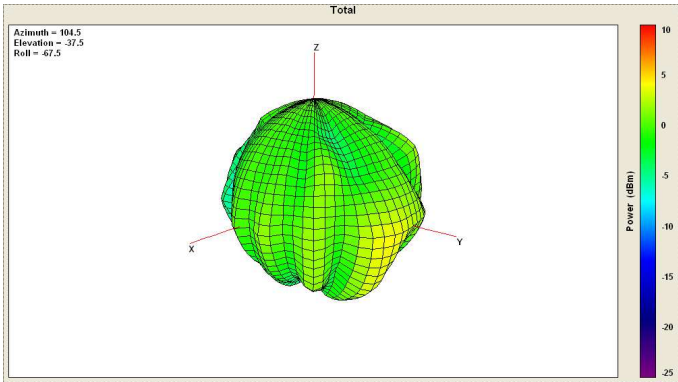 Total
Azimuth = 104.5
Elevation = -37.5
Roll = -67.5
Z
X
Y
10
5
0
-5
-10
-15
-20
-25
Power (dBm)